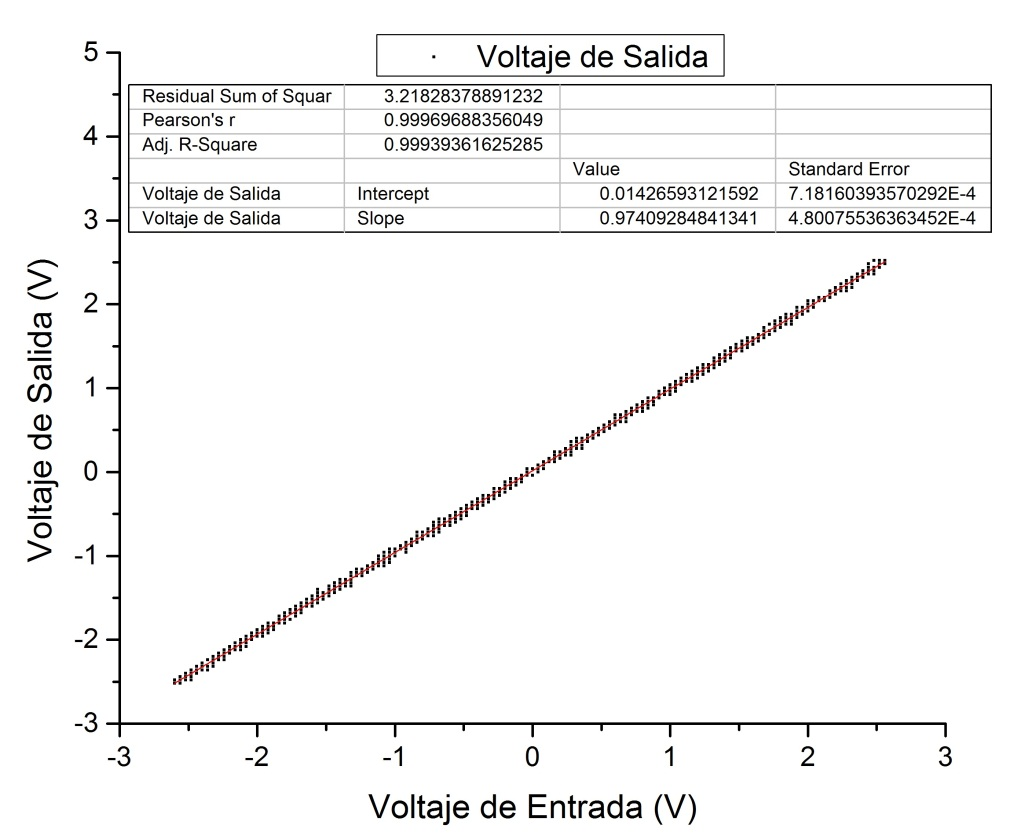 Voltaje de Salida
Residual Sum of Squar 3.21828378891232
Pearson's r 0.99969688356049
Adj. R-Square 0.99939361625285
Value Standard Error
Voltaje de Salida Intercept 0.01426593121592 7.18160393570292E-4
Voltaje de Salida Slope 0.97409284841341 4.80075536363452E-4
5
4
3
2
1
0
-1
-2
-3
Voltaje de Salida (V)
-3 -2 -1 0 1 2 3
Voltaje de Entrada (V)